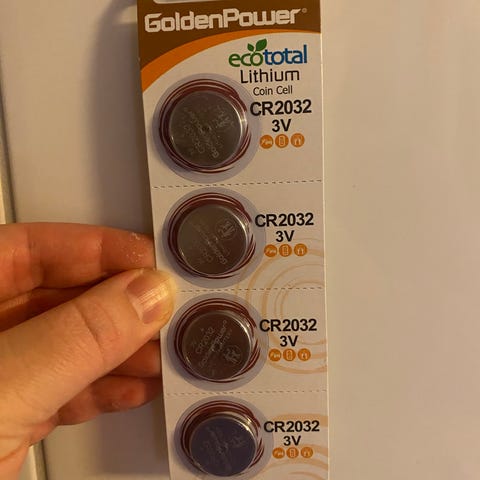 GoldenPower®
ecototal
Lithium
Coin Cell
CR2032
3V
CR2032
3V
CR2032
3V
CR2032
3V